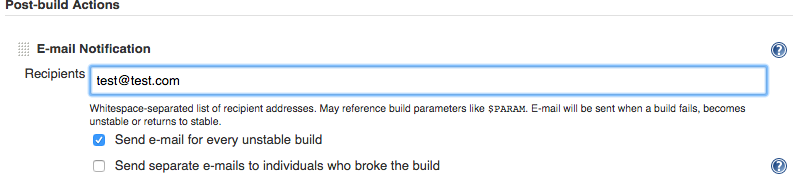 Post-build Actions
E-mail Notification
Recipients test@test.com
Whitespace-separated list of recipient addresses. May reference build parameters like $PARAM. E-mail will be sent when a build fails, becomes
unstable or returns to stable.
Send e-mail for every unstable build
Send separate e-mails to individuals who broke the build